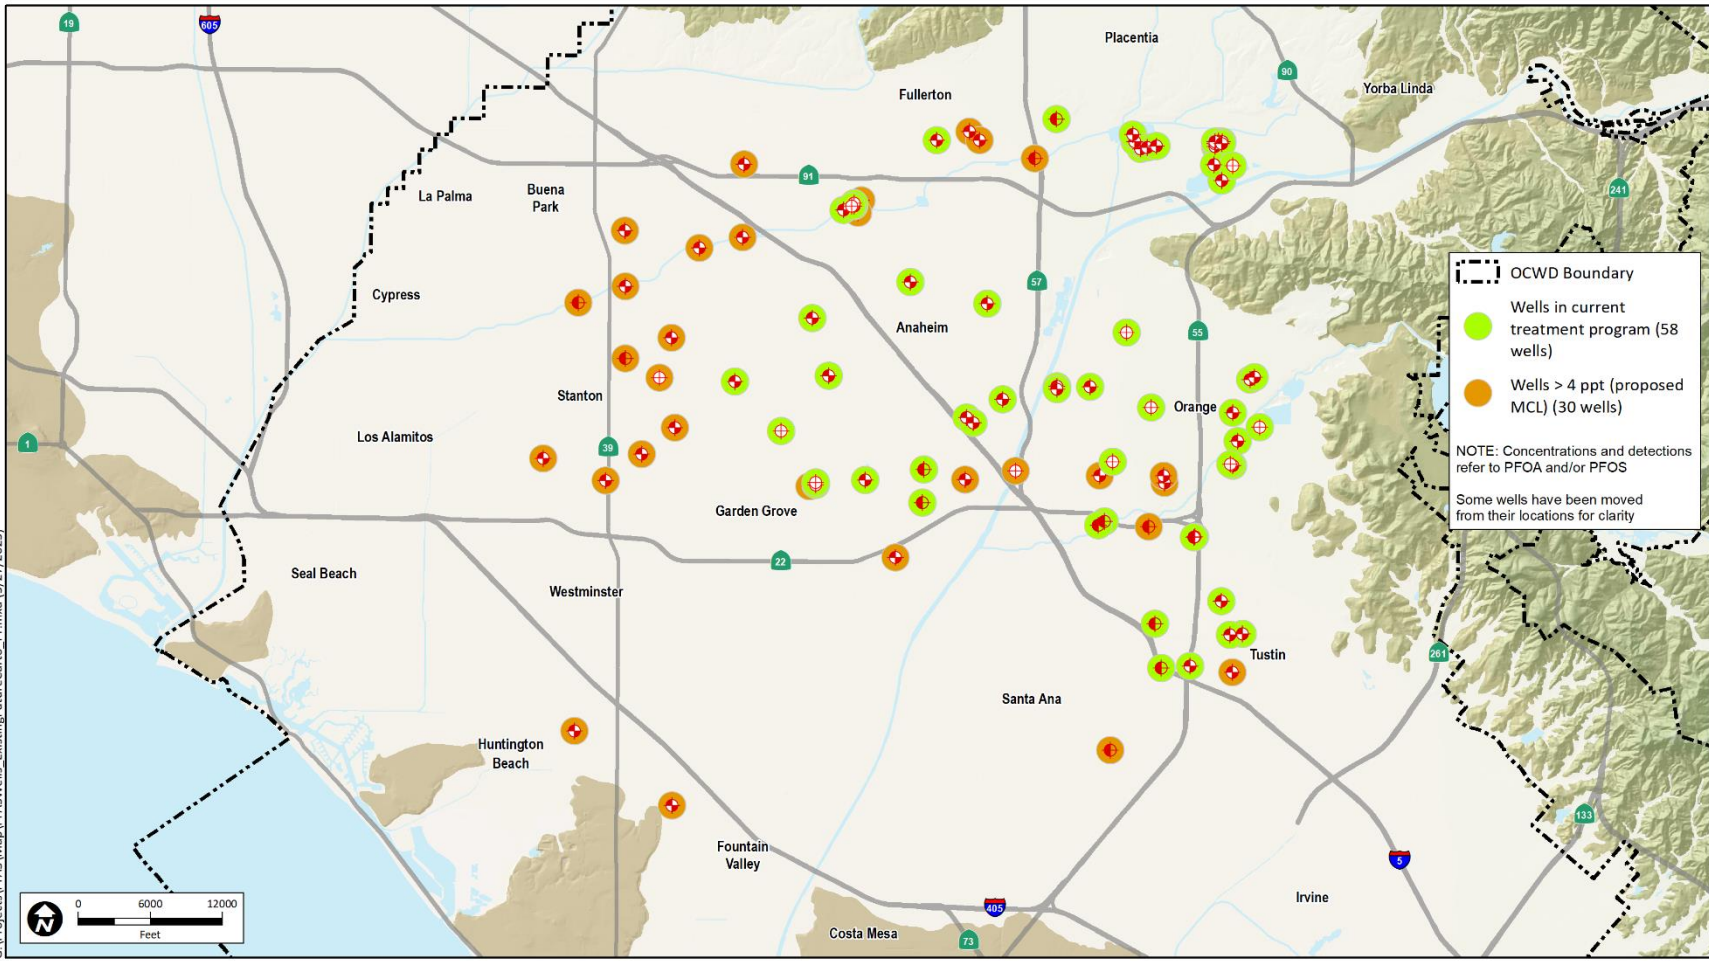 19
605
Placentia
90
Yorba Linda
Fullerton
91
241
La Palma
Buena
Park
57
Cypress
Anaheim
55
Stanton
Orange
Los Alamitos
1
39
Garden Grove
22
Seal Beach
Westminster
Tustin
261
Santa Ana
Huntington
Beach
133
Fountain
Valley
5
Irvine
405
Costa Mesa
73
OCWD Boundary
Wells in current
treatment program (58
wells)
Wells > 4 ppt (proposed
MCL) (30 wells)
NOTE: Concentrations and detections
refer to PFOA and/or PFOS
Some wells have been moved
from their locations for clarity
N
0 6000 12000
Feet